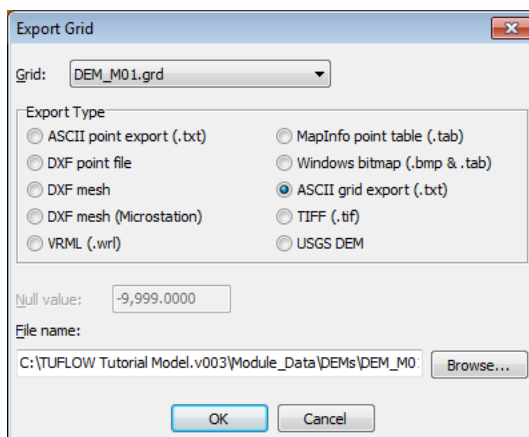 Export Grid
Grid: DEM_M01.grd
Export Type
ASCII point export (.txt)
MapInfo point table (.tab)
DXF point file
Windows bitmap (.bmp & .tab)
DXF mesh
ASCII grid export (.txt)
DXF mesh (Microstation)
TIFF (.tif)
VRML (.wrl)
USGS DEM
Null value: -9,999.0000
File name:
C:\TUFLOW Tutorial Model.v003\Module_Data\DEMs\DEM_M0 Browse...
OK Cancel